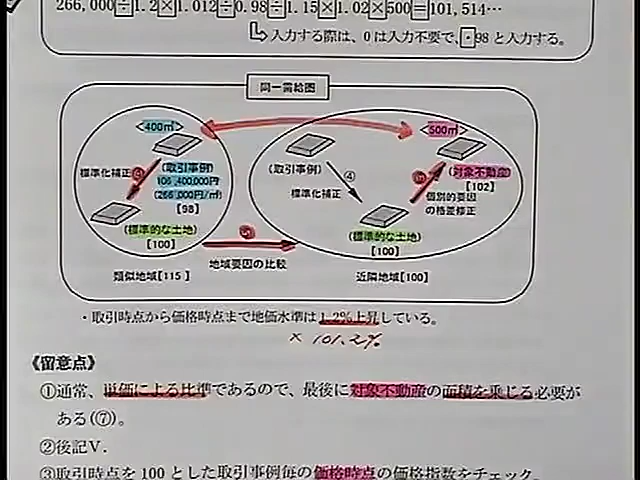 266,000÷1.2×1.012÷0.98÷1.15×1.02×500=101,514…
入力する際は、0は入力不要で、・98と入力する。
同一需給圏
<400㎡>
<500㎡>
(取引事例)
106,400,000円
(266,000円/㎡)
[98]
標準化補正
(標準的な土地)
[100]
類似地域[115]
地域要因の比較
(取引事例)
④
標準化補正
(対象不動産)
[102]
個別的要因
の格差修正
(標準的な土地)
[100]
近隣地域[100]
・取引時点から価格時点まで地価水準は1.2%上昇している。
× 101.2%
《留意点》
①通常、単価による比準であるので、最後に対象不動産の面積を乗じる必要が
ある(⑦)。
②後記Ⅴ.
③取引時点を100とした取引事例毎の価格時点の価格指数をチェック。